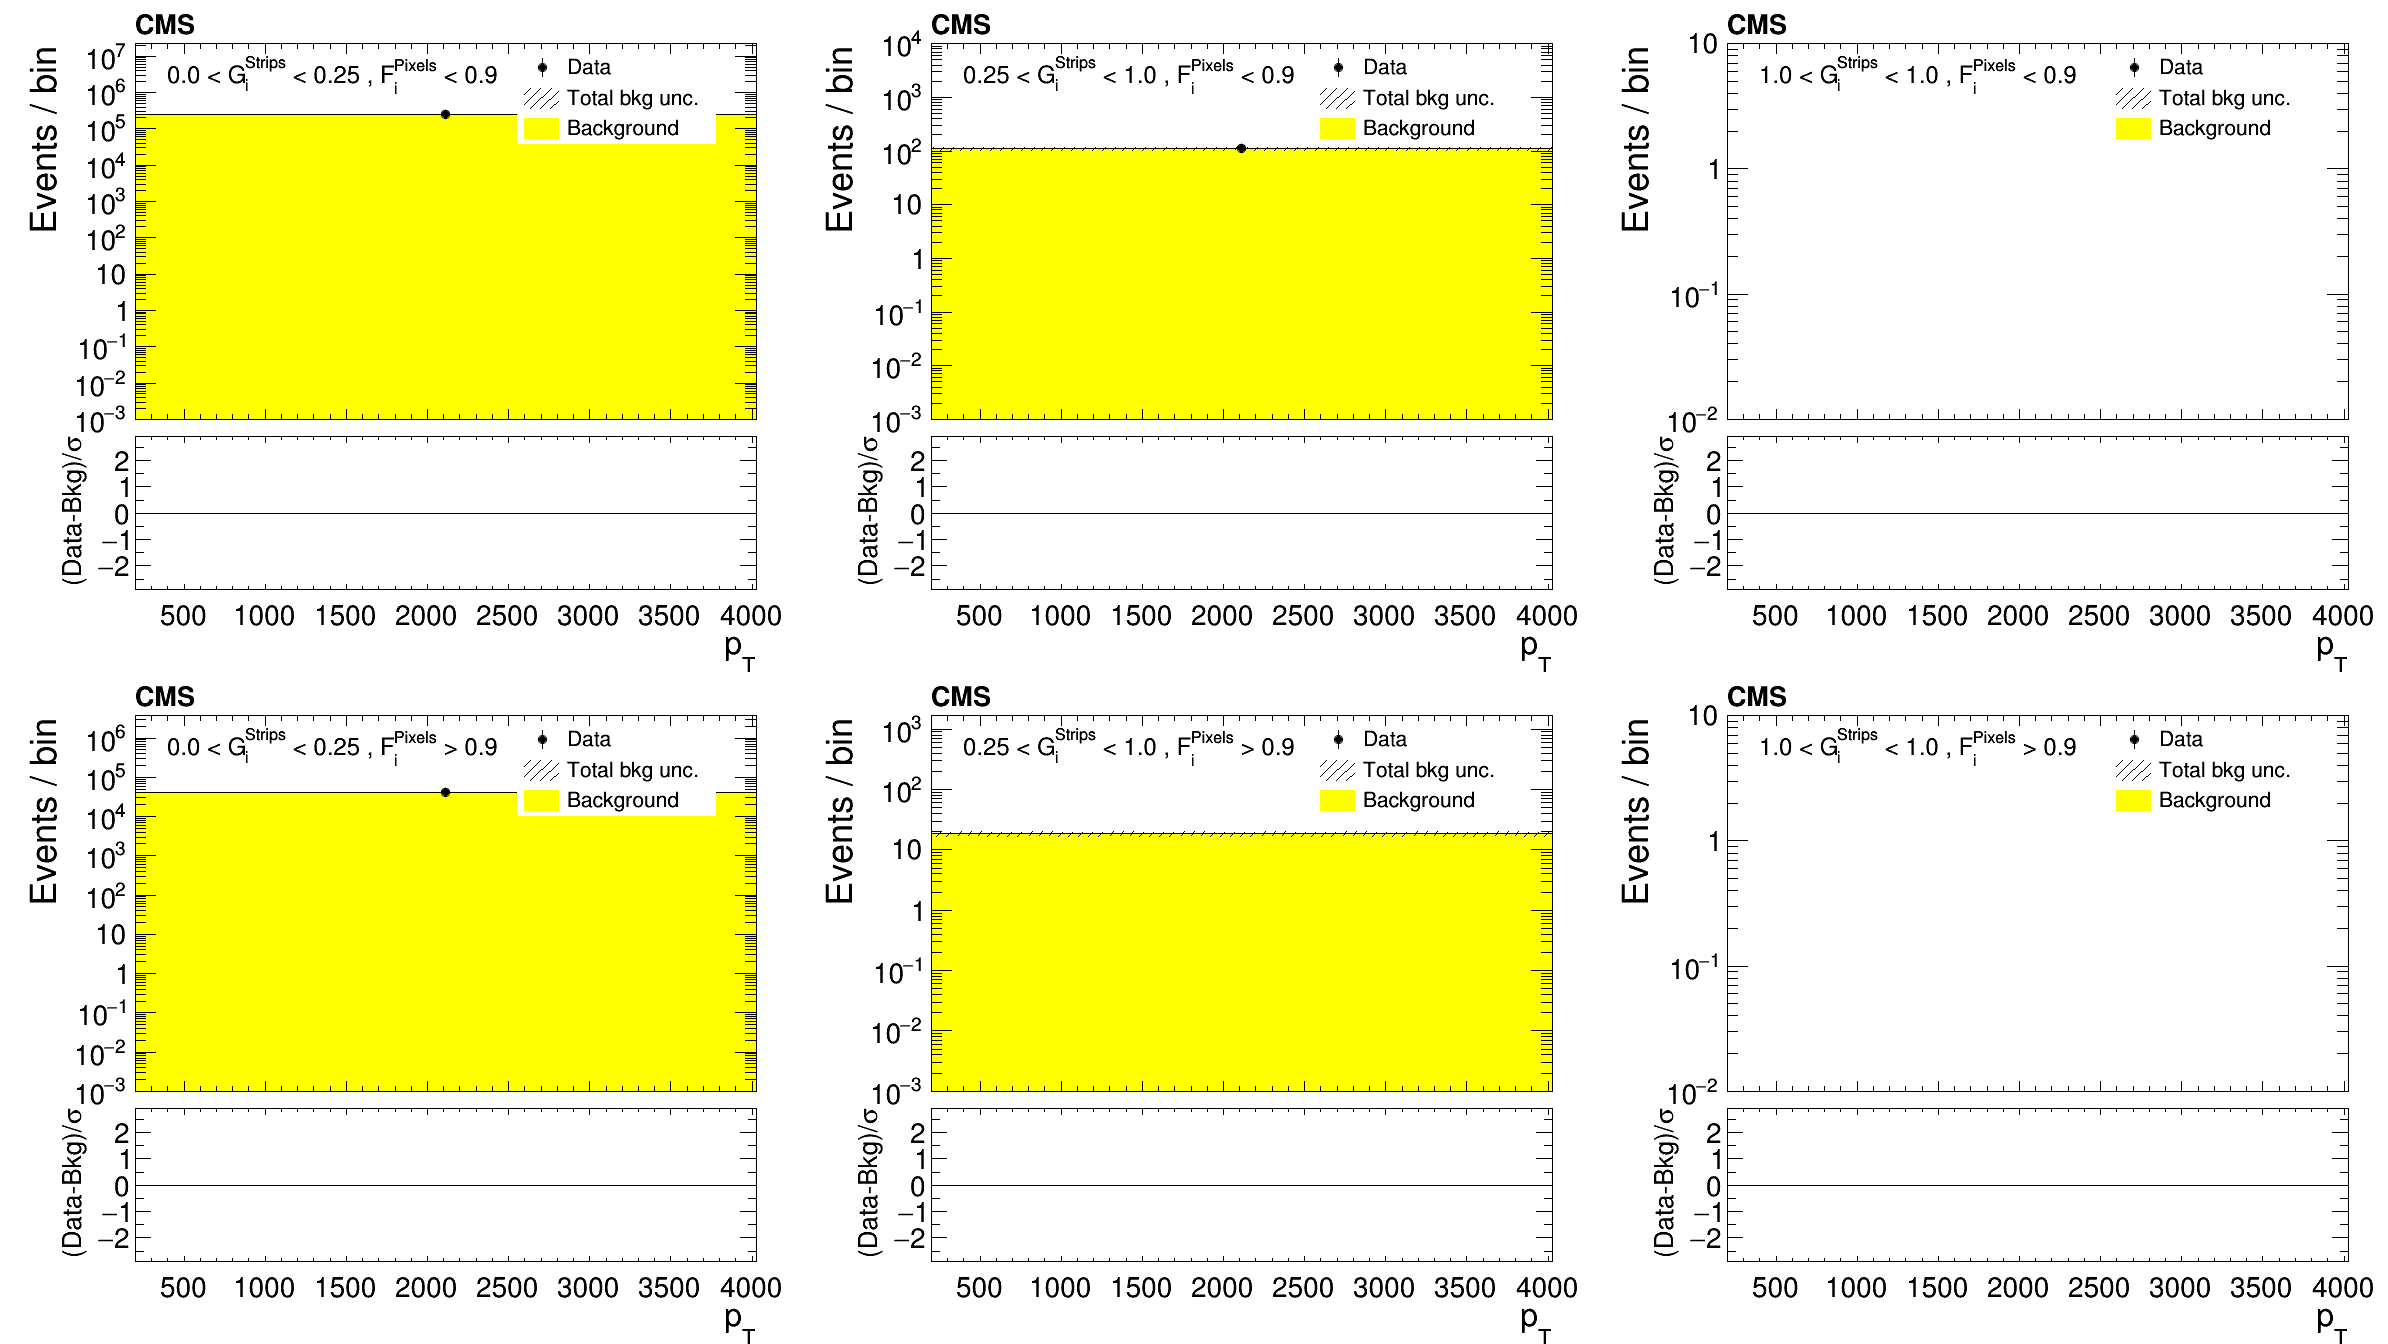 CMS
Events / bin
10^7
10^6
10^5
10^4
10^3
10^2
10
1
10^−1
10^−2
10^−3
0.0 < G_i^Strips < 0.25 , F_i^Pixels < 0.9
Data
Total bkg unc.
Background
(Data-Bkg)/σ
2
1
0
−1
−2
500 1000 1500 2000 2500 3000 3500 4000
p_T
CMS
Events / bin
10^4
10^3
10^2
10
1
10^−1
10^−2
10^−3
0.25 < G_i^Strips < 1.0 , F_i^Pixels < 0.9
Data
Total bkg unc.
Background
(Data-Bkg)/σ
2
1
0
−1
−2
500 1000 1500 2000 2500 3000 3500 4000
p_T
CMS
Events / bin
10
1
10^−1
10^−2
1.0 < G_i^Strips < 1.0 , F_i^Pixels < 0.9
Data
Total bkg unc.
Background
(Data-Bkg)/σ
2
1
0
−1
−2
500 1000 1500 2000 2500 3000 3500 4000
p_T
CMS
Events / bin
10^6
10^5
10^4
10^3
10^2
10
1
10^−1
10^−2
10^−3
0.0 < G_i^Strips < 0.25 , F_i^Pixels > 0.9
Data
Total bkg unc.
Background
(Data-Bkg)/σ
2
1
0
−1
−2
500 1000 1500 2000 2500 3000 3500 4000
p_T
CMS
Events / bin
10^3
10^2
10
1
10^−1
10^−2
10^−3
0.25 < G_i^Strips < 1.0 , F_i^Pixels > 0.9
Data
Total bkg unc.
Background
(Data-Bkg)/σ
2
1
0
−1
−2
500 1000 1500 2000 2500 3000 3500 4000
p_T
CMS
Events / bin
10
1
10^−1
10^−2
1.0 < G_i^Strips < 1.0 , F_i^Pixels > 0.9
Data
Total bkg unc.
Background
(Data-Bkg)/σ
2
1
0
−1
−2
500 1000 1500 2000 2500 3000 3500 4000
p_T